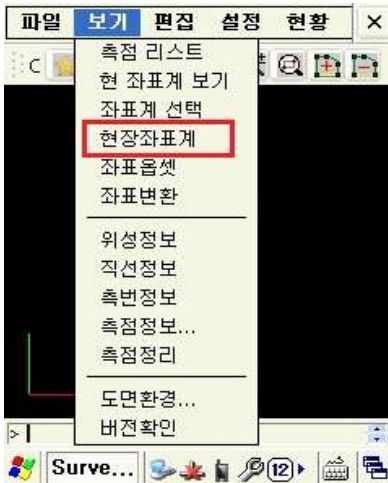 파일 보기 편집 설정 현황 ×
측점 리스트
현 좌표계 보기
C
좌표계 선택
현장좌표계
좌표옵셋
좌표변환
위성정보
직선정보
측번정보
측점정보...
측점정리
도면환경...
버전확인
>
Surve... 12